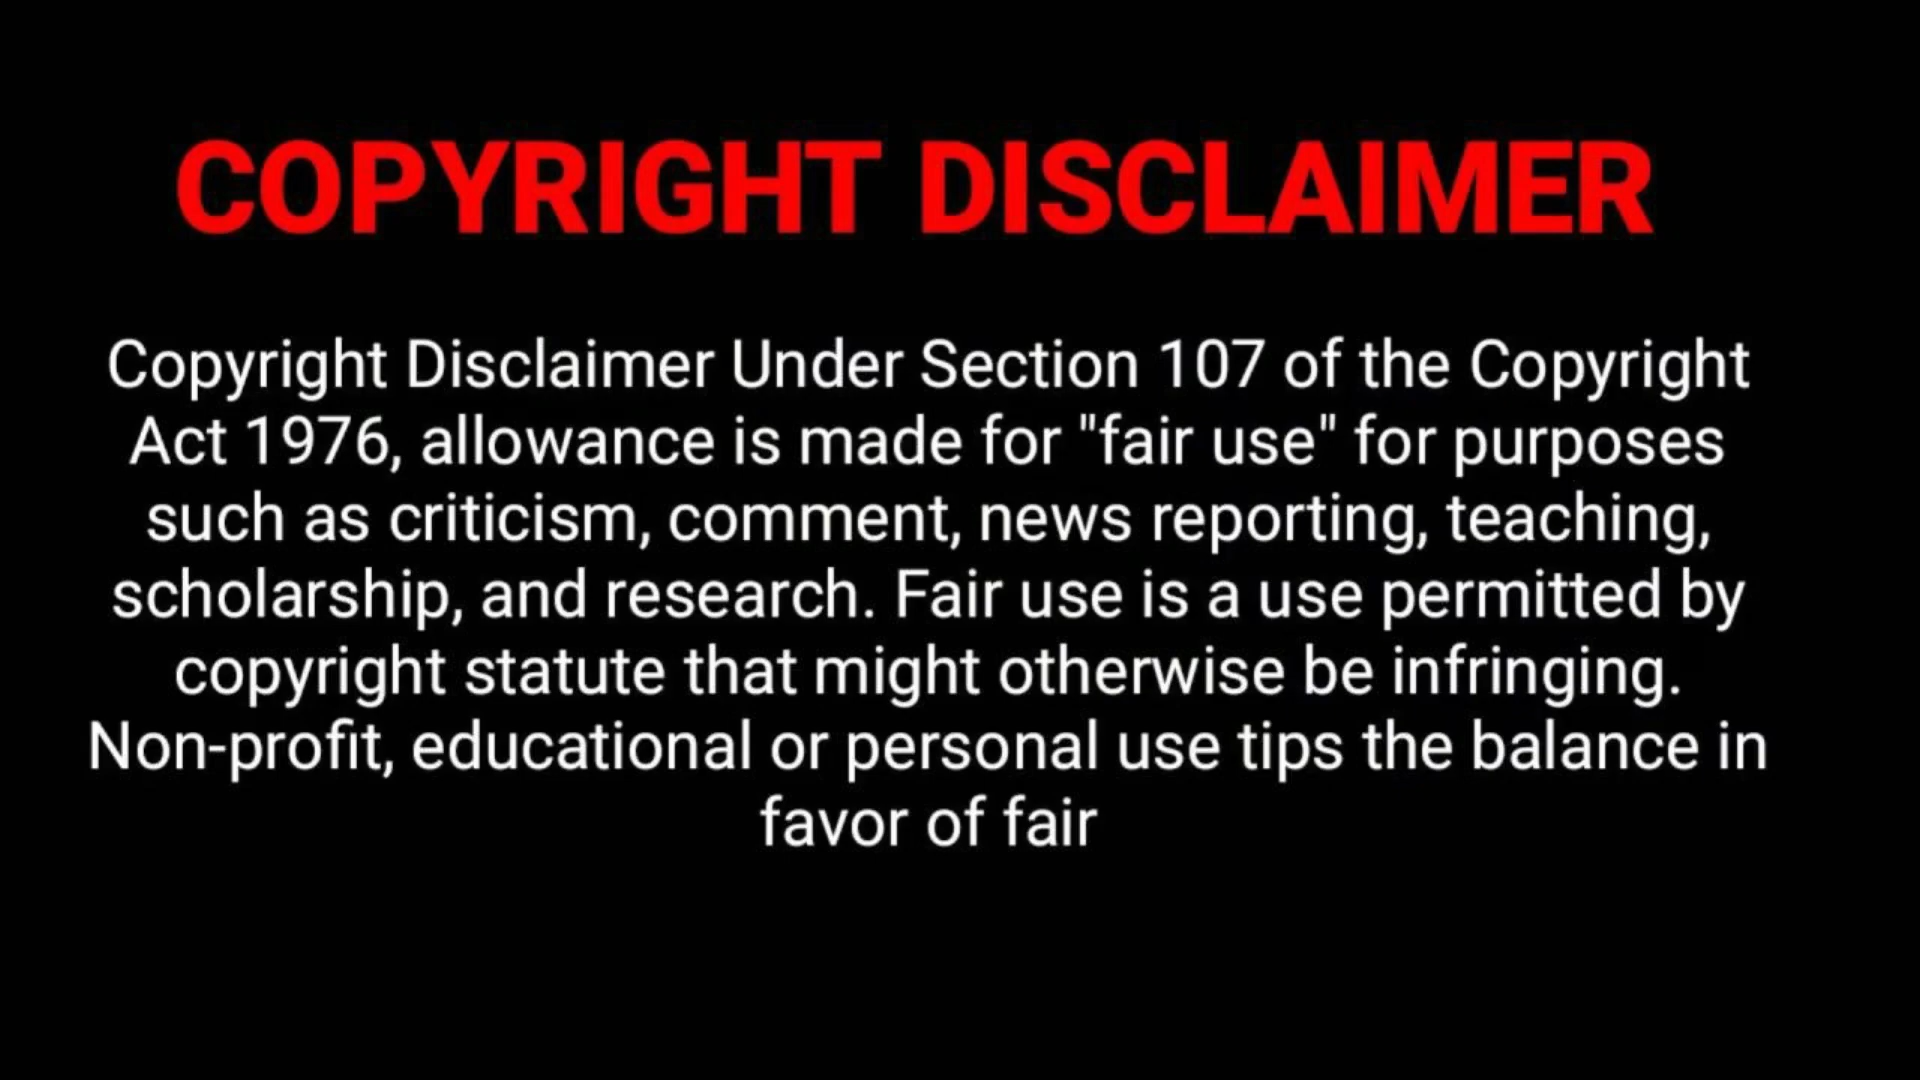 COPYRIGHT DISCLAIMER
Copyright Disclaimer Under Section 107 of the Copyright
Act 1976, allowance is made for "fair use" for purposes
such as criticism, comment, news reporting, teaching,
scholarship, and research. Fair use is a use permitted by
copyright statute that might otherwise be infringing.
Non-profit, educational or personal use tips the balance in
favor of fair